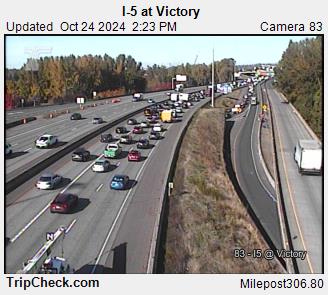 I-5 at Victory
Updated Oct 24 2024 2:23 PM Camera 83
N
83 - I5 @ Victory
TripCheck.com Milepost306.80